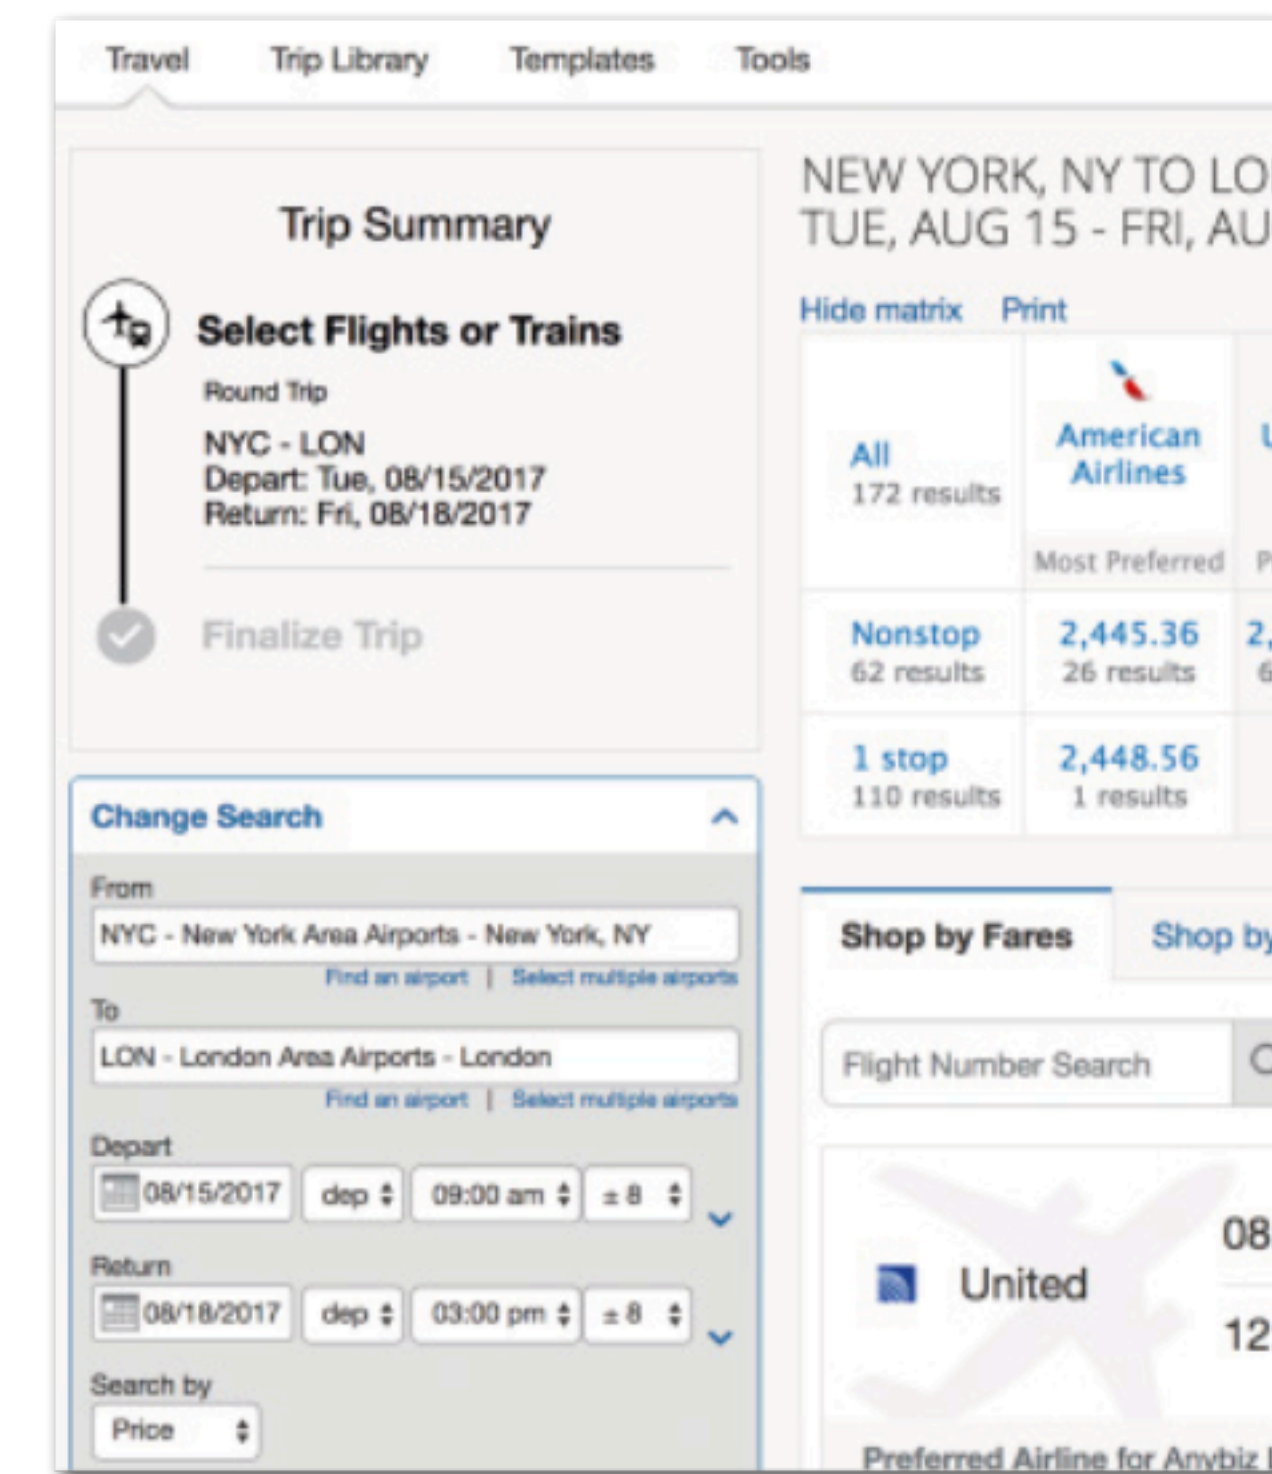 Travel Trip Library Templates Tools
Trip Summary
Select Flights or Trains
Round Trip
NYC - LON
Depart: Tue, 08/15/2017
Return: Fri, 08/18/2017
Finalize Trip
Change Search
From
NYC - New York Area Airports - New York, NY
Find an airport | Select multiple airports
To
LON - London Area Airports - London
Find an airport | Select multiple airports
Depart
08/15/2017 dep 09:00 am ± 8
Return
08/18/2017 dep 03:00 pm ± 8
Search by
Price
NEW YORK, NY TO
TUE, AUG 15 - FRI,
Hide matrix Print
All
172 results
American
Airlines
Most Preferred
Nonstop 2,445.36
62 results 26 results
1 stop 2,448.56
110 results 1 results
Shop by Fares Shop by
Flight Number Search
United 08
12
Preferred Airline for Anybiz